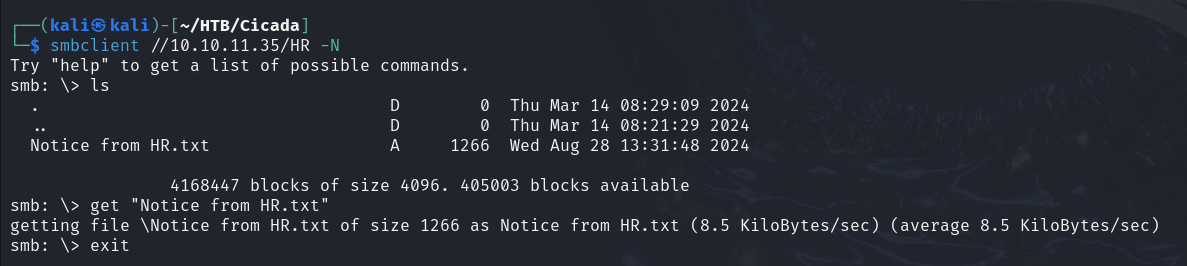 ┌──(kali㉿kali)-[~/HTB/Cicada]
└─$ smbclient //10.10.11.35/HR -N
Try "help" to get a list of possible commands.
smb: \> ls
  .                                   D        0  Thu Mar 14 08:29:09 2024
  ..                                  D        0  Thu Mar 14 08:21:29 2024
  Notice from HR.txt                  A     1266  Wed Aug 28 13:31:48 2024

                4168447 blocks of size 4096. 405003 blocks available
smb: \> get "Notice from HR.txt"
getting file \Notice from HR.txt of size 1266 as Notice from HR.txt (8.5 KiloBytes/sec) (average 8.5 KiloBytes/sec)
smb: \> exit